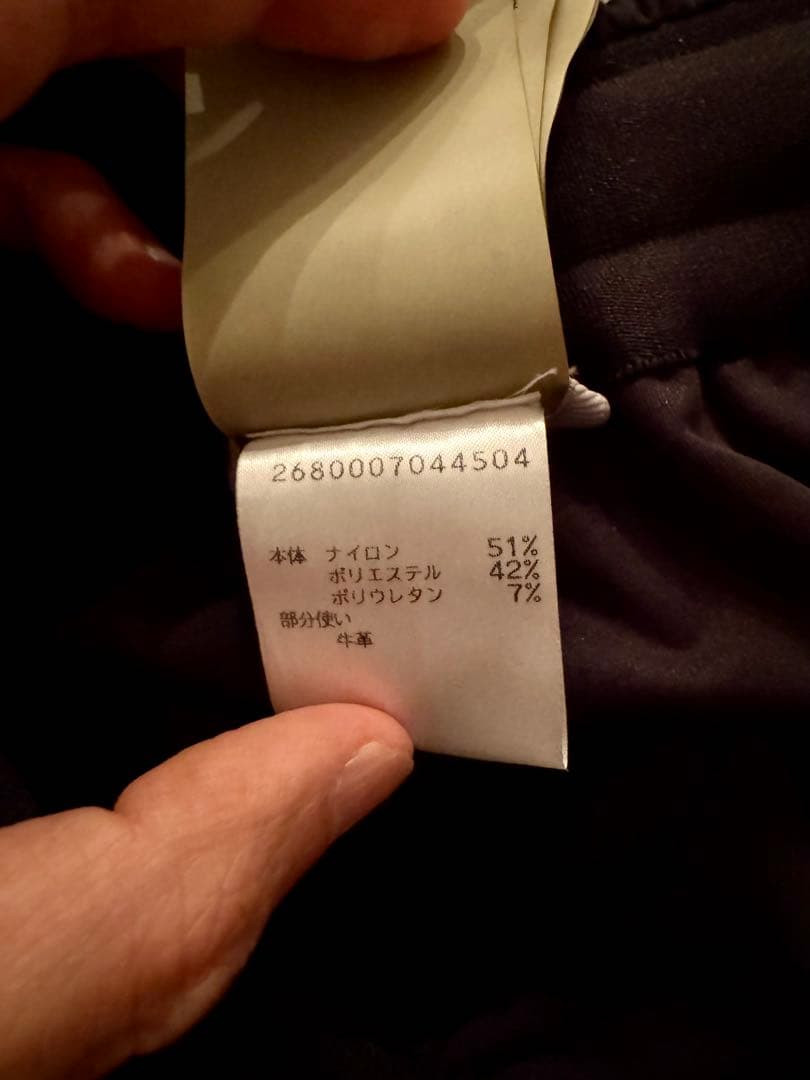 2680007044504
本体 ナイロン 51%
ポリエステル 42%
ポリウレタン 7%
部分使い
牛革